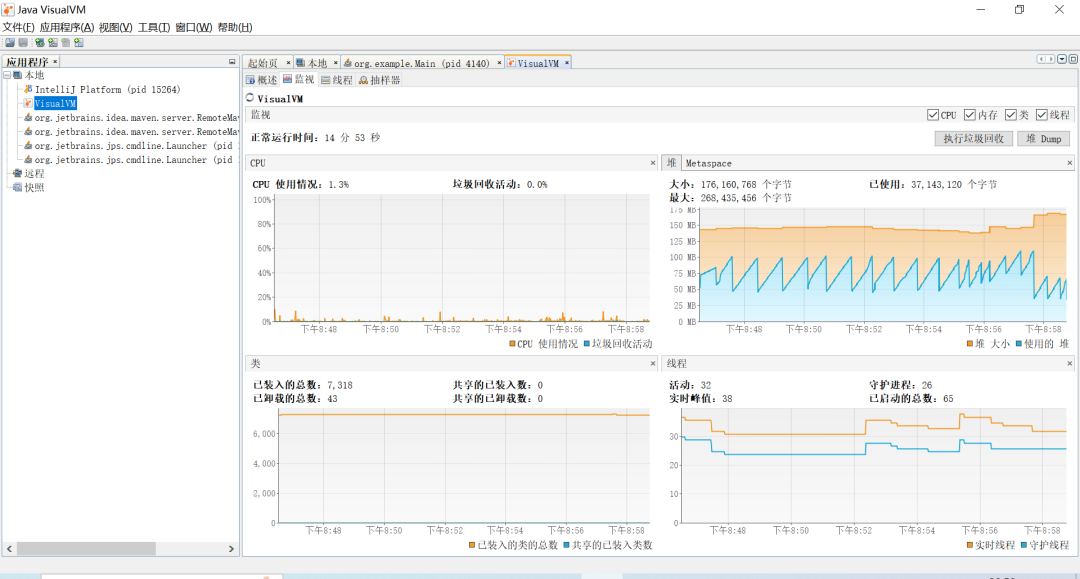 Java VisualVM
文件(F) 应用程序(A) 视图(V) 工具(T) 窗口(W) 帮助(H)
应用程序 ×
本地
IntelliJ Platform (pid 15264)
VisualVM
org.jetbrains.idea.maven.server.RemoteMav
org.jetbrains.idea.maven.server.RemoteMav
org.jetbrains.jps.cmdline.Launcher (pid
org.jetbrains.jps.cmdline.Launcher (pid
远程
快照
起始页 × 本地 × org.example.Main (pid 4140) × VisualVM ×
概述 监视 线程 抽样器
VisualVM
监视 CPU 内存 类 线程
正常运行时间: 14 分 53 秒
执行垃圾回收 堆 Dump
CPU ×
CPU 使用情况: 1.3% 垃圾回收活动: 0.0%
100%
80%
60%
40%
20%
0%
下午8:48 下午8:50 下午8:52 下午8:54 下午8:56 下午8:58
CPU 使用情况 垃圾回收活动
堆 Metaspace ×
大小: 176,160,768 个字节 已使用: 37,143,120 个字节
最大: 268,435,456 个字节
175 MB
150 MB
125 MB
100 MB
75 MB
50 MB
25 MB
0 MB
下午8:48 下午8:50 下午8:52 下午8:54 下午8:56 下午8:58
堆 大小 使用的 堆
类 ×
已装入的总数: 7,318 共享的已装入数: 0
已卸载的总数: 43 共享的已卸载数: 0
6,000
4,000
2,000
0
下午8:48 下午8:50 下午8:52 下午8:54 下午8:56 下午8:58
已装入的类的总数 共享的已装入类数
线程 ×
活动: 32 守护进程: 26
实时峰值: 38 已启动的总数: 65
30
20
10
0
下午8:48 下午8:50 下午8:52 下午8:54 下午8:56 下午8:58
实时线程 守护线程